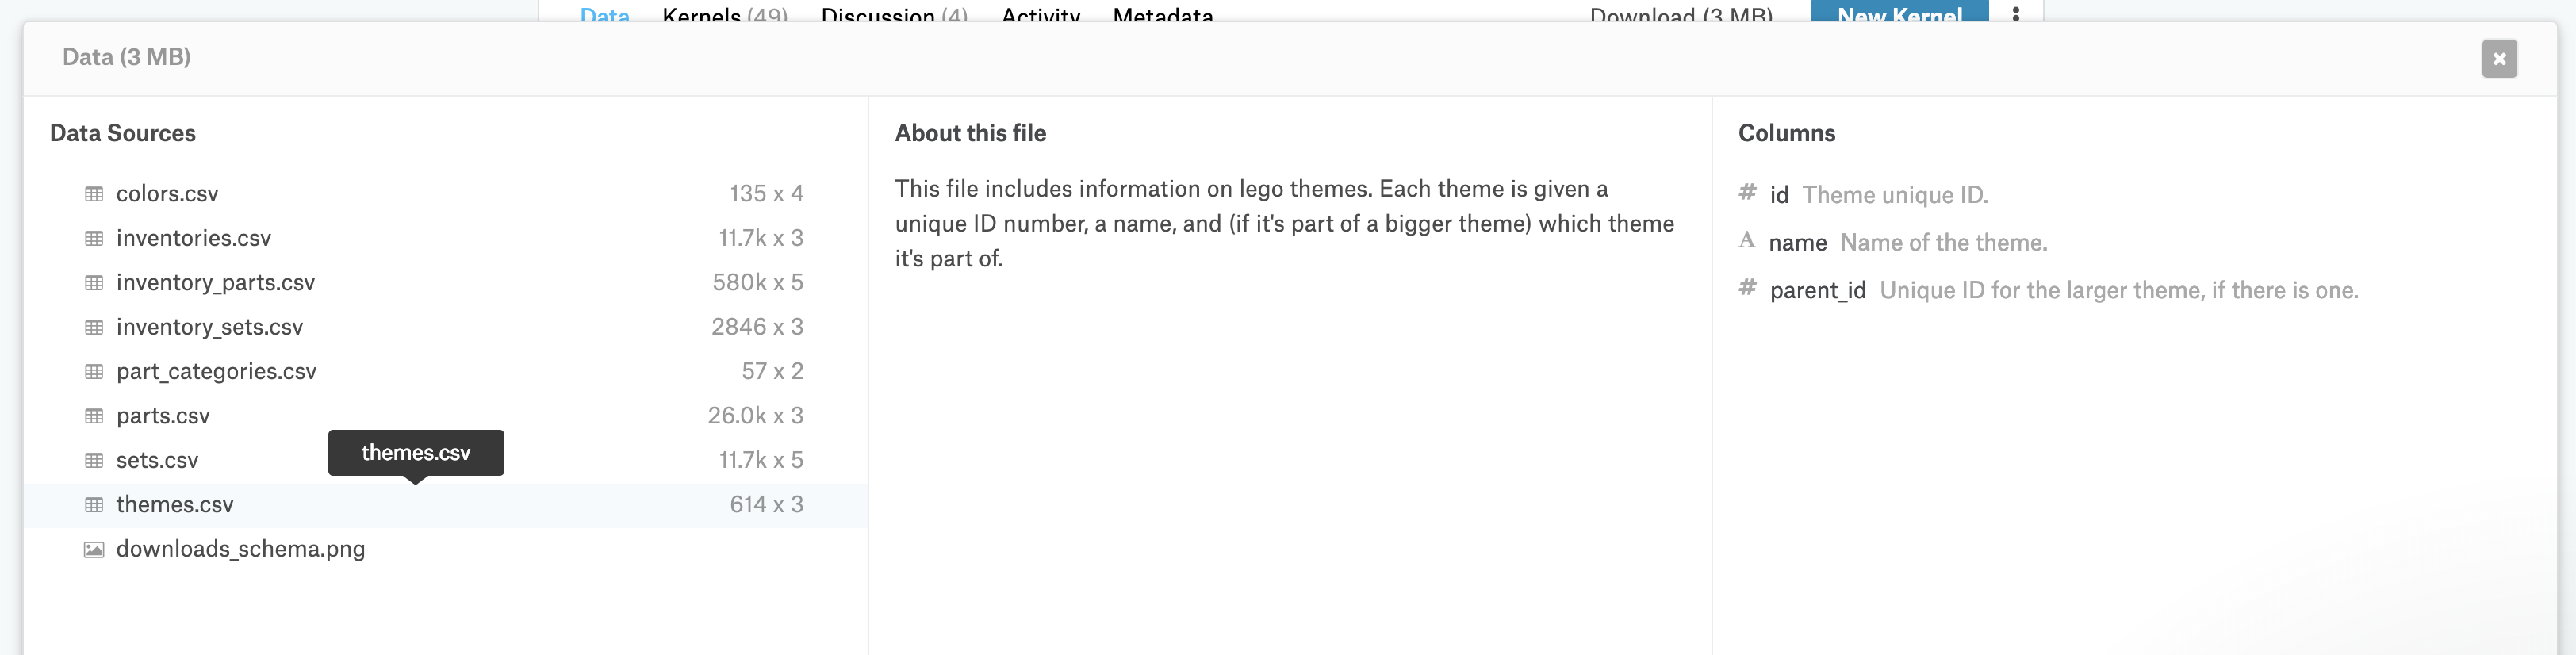 Data Kernels (49) Discussion (4) Activity Metadata Download (3 MB) New Kernel
Data (3 MB)
Data Sources
colors.csv 135 x 4
inventories.csv 11.7k x 3
inventory_parts.csv 580k x 5
inventory_sets.csv 2846 x 3
part_categories.csv 57 x 2
parts.csv 26.0k x 3
themes.csv
sets.csv 11.7k x 5
themes.csv 614 x 3
downloads_schema.png
About this file
This file includes information on lego themes. Each theme is given a
unique ID number, a name, and (if it's part of a bigger theme) which theme
it's part of.
Columns
# id Theme unique ID.
A name Name of the theme.
# parent_id Unique ID for the larger theme, if there is one.